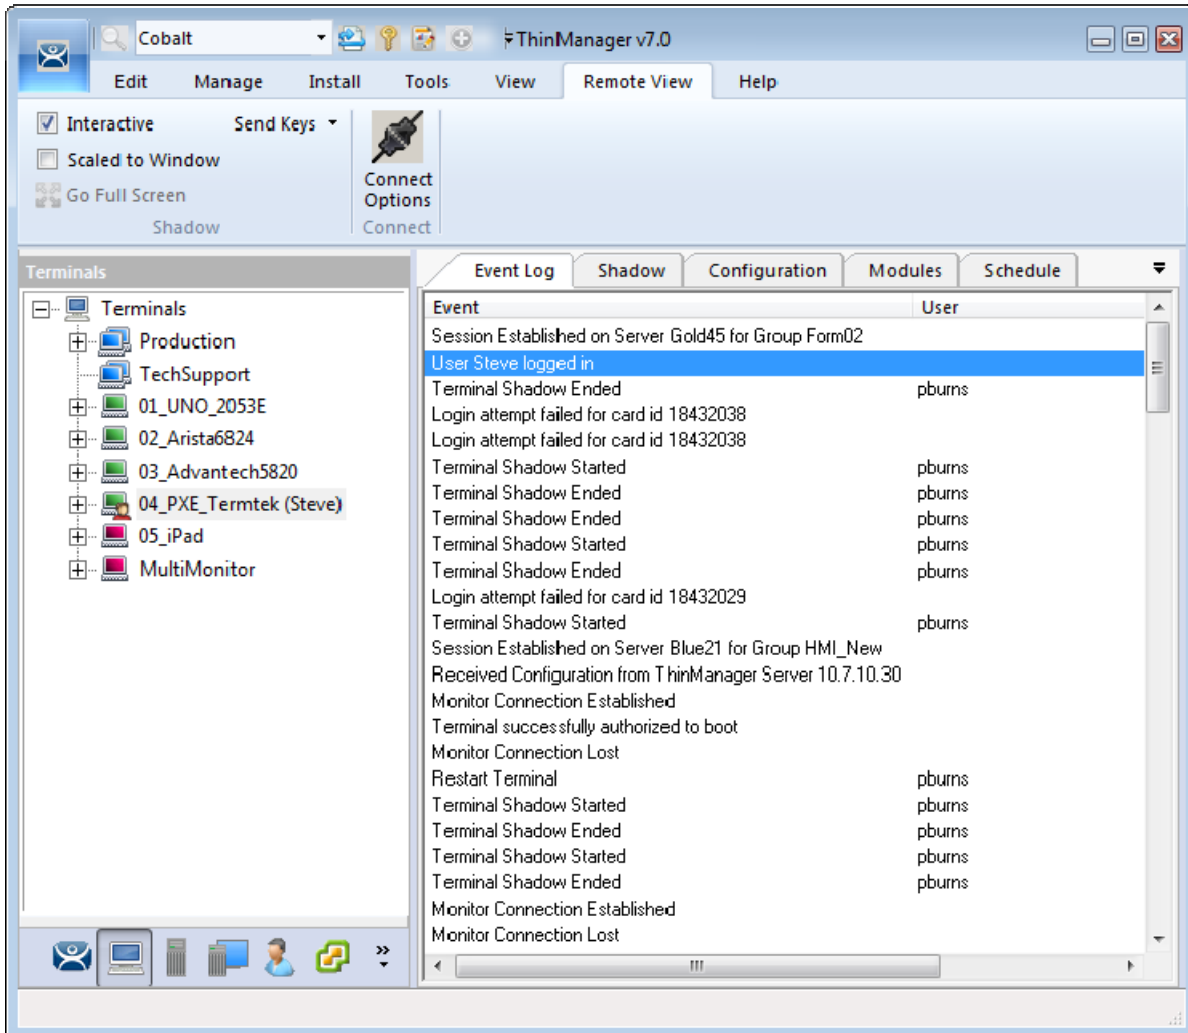 Cobalt ThinManager v7.0
Edit Manage Install Tools View Remote View Help
Interactive Send Keys
Scaled to Window
Go Full Screen
Shadow
Connect Options
Connect
Terminals
Terminals
Production
TechSupport
01_UNO_2053E
02_Arista6824
03_Advantech5820
04_PXE_Termtek (Steve)
05_iPad
MultiMonitor
Event Log Shadow Configuration Modules Schedule
Event User
Session Established on Server Gold45 for Group Form02
User Steve logged in
Terminal Shadow Ended pburns
Login attempt failed for card id 18432038
Login attempt failed for card id 18432038
Terminal Shadow Started pburns
Terminal Shadow Ended pburns
Terminal Shadow Ended pburns
Terminal Shadow Started pburns
Terminal Shadow Ended pburns
Login attempt failed for card id 18432029
Terminal Shadow Started pburns
Session Established on Server Blue21 for Group HMI_New
Received Configuration from ThinManager Server 10.7.10.30
Monitor Connection Established
Terminal successfully authorized to boot
Monitor Connection Lost
Restart Terminal pburns
Terminal Shadow Started pburns
Terminal Shadow Ended pburns
Terminal Shadow Started pburns
Terminal Shadow Ended pburns
Monitor Connection Established
Monitor Connection Lost